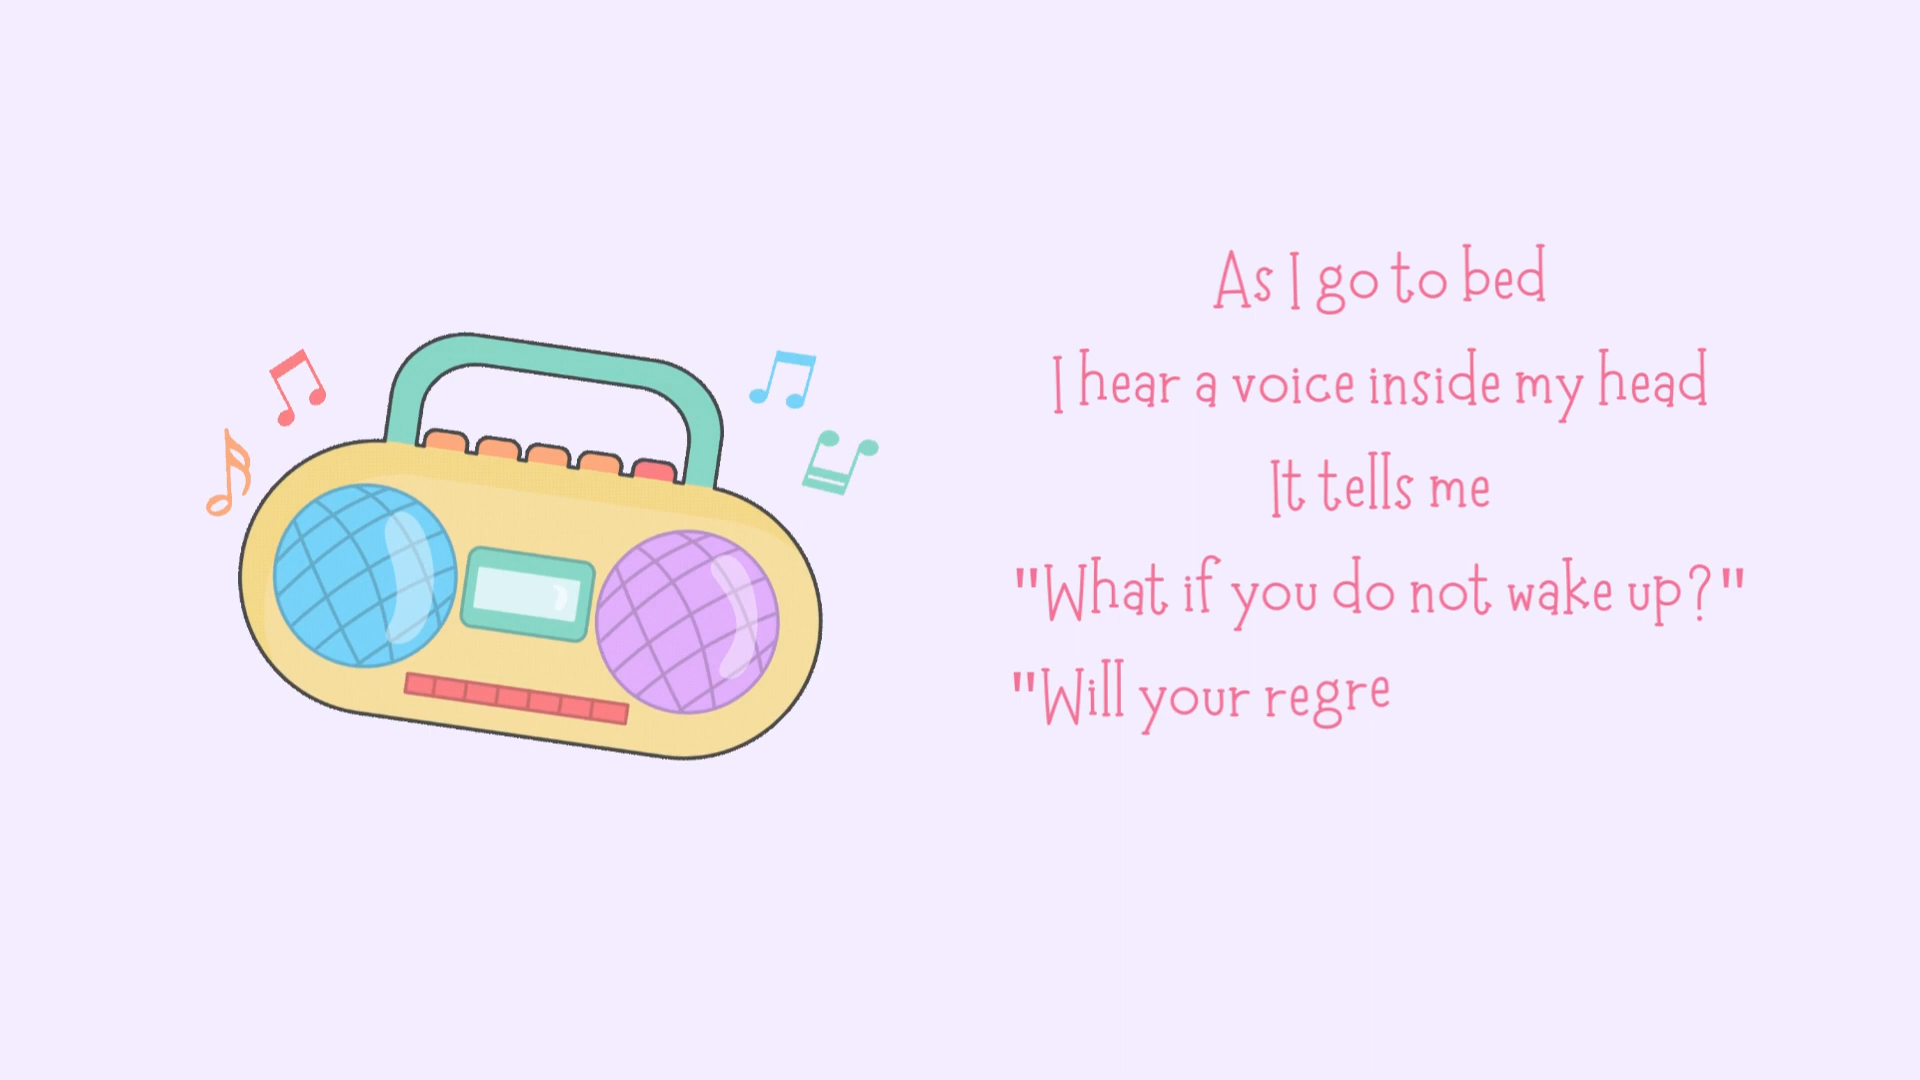 As I go to bed
I hear a voice inside my head
It tells me
"What if you do not wake up?"
"Will your regre